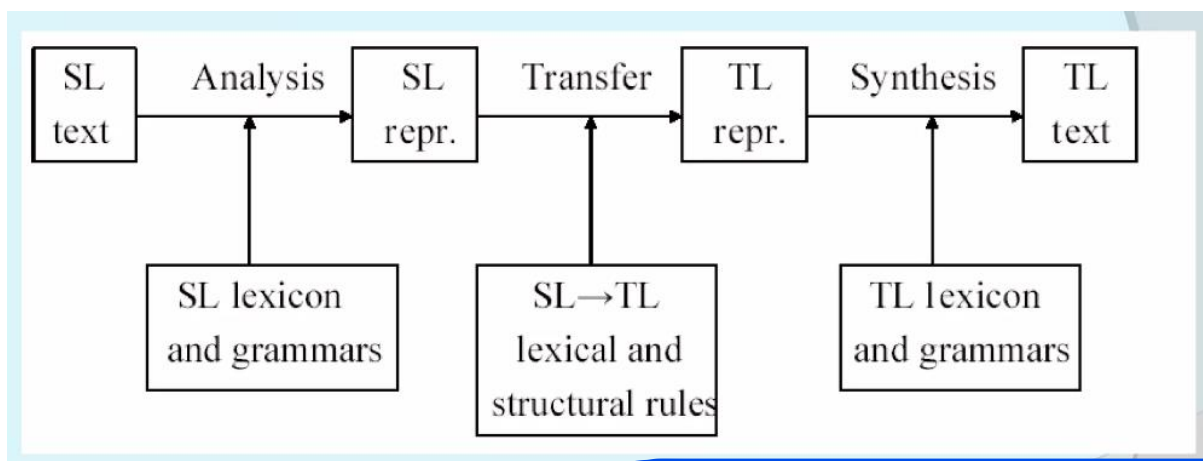 SL
text
Analysis
SL
repr.
Transfer
TL
repr.
Synthesis
TL
text
SL lexicon
and grammars
SL→TL
lexical and
structural rules
TL lexicon
and grammars